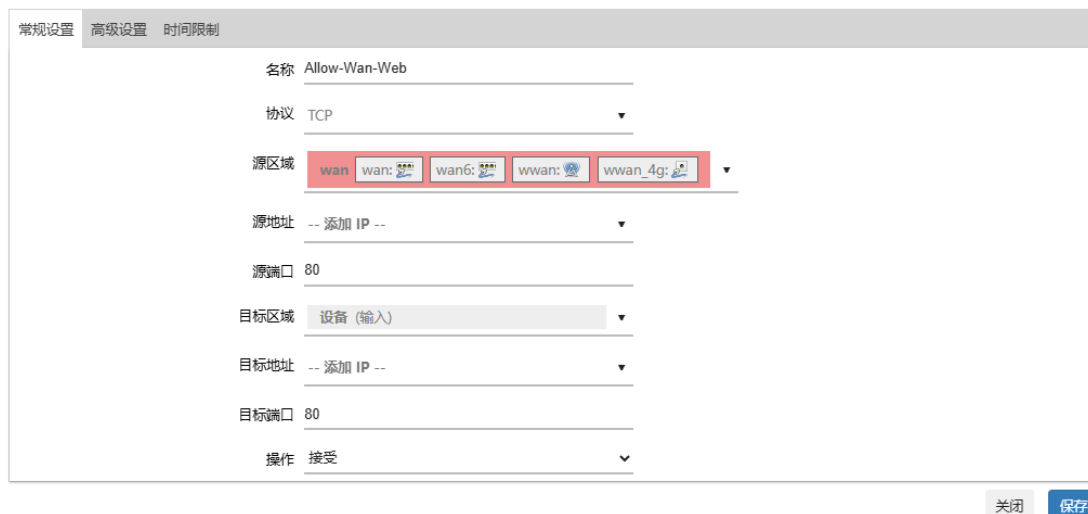 常规设置 高级设置 时间限制
名称 Allow-Wan-Web
协议 TCP
源区域 wan wan: wan6: wwan: wwan_4g:
源地址 -- 添加 IP --
源端口 80
目标区域 设备 (输入)
目标地址 -- 添加 IP --
目标端口 80
操作 接受
关闭 保存